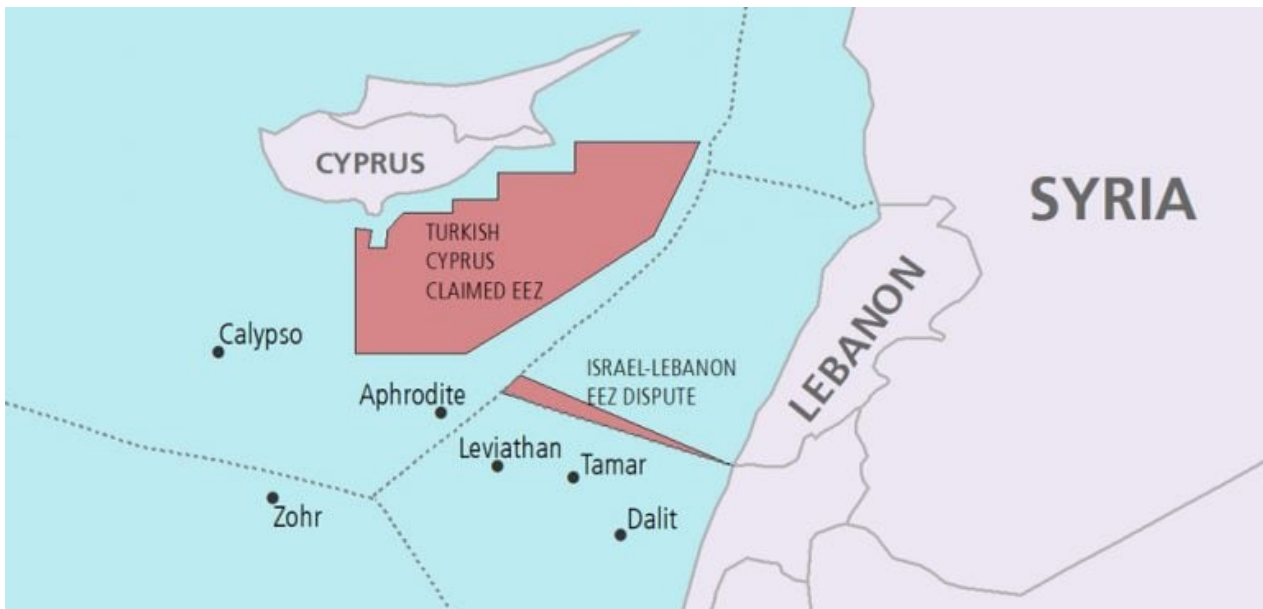 CYPRUS
SYRIA
TURKISH
CYPRUS
CLAIMED EEZ
LEBANON
Calypso
ISRAEL-LEBANON
EEZ DISPUTE
Aphrodite
Leviathan
Tamar
Zohr
Dalit